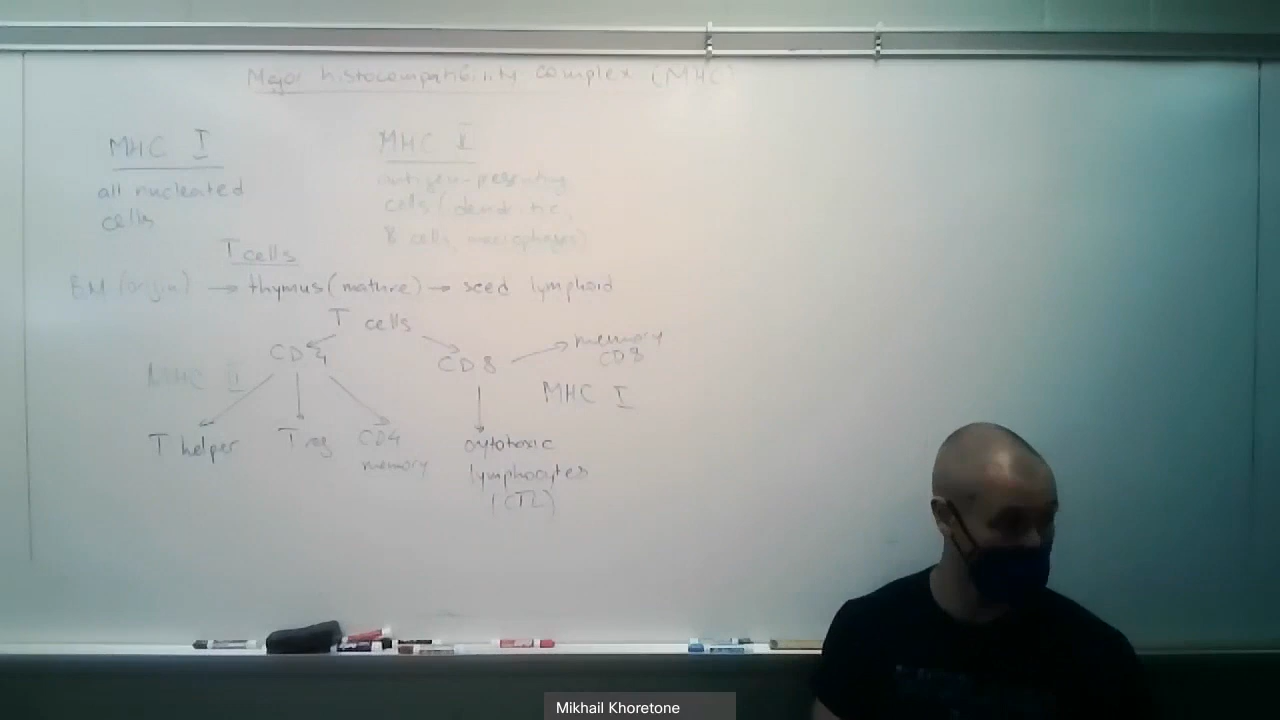 Major histocompatibility complex (MHC)
MHC I
MHC II
all nucleated
cells
antigen-presenting
cells (dendritic,
B cells, macrophages)
T cells
BM (origin) → thymus (mature) → seed lymphoid
T cells
CD4
CD8
memory
CD8
MHC II
MHC I
T helper
T reg
CD4
memory
cytotoxic
lymphocytes
(CTL)
Mikhail Khoretone